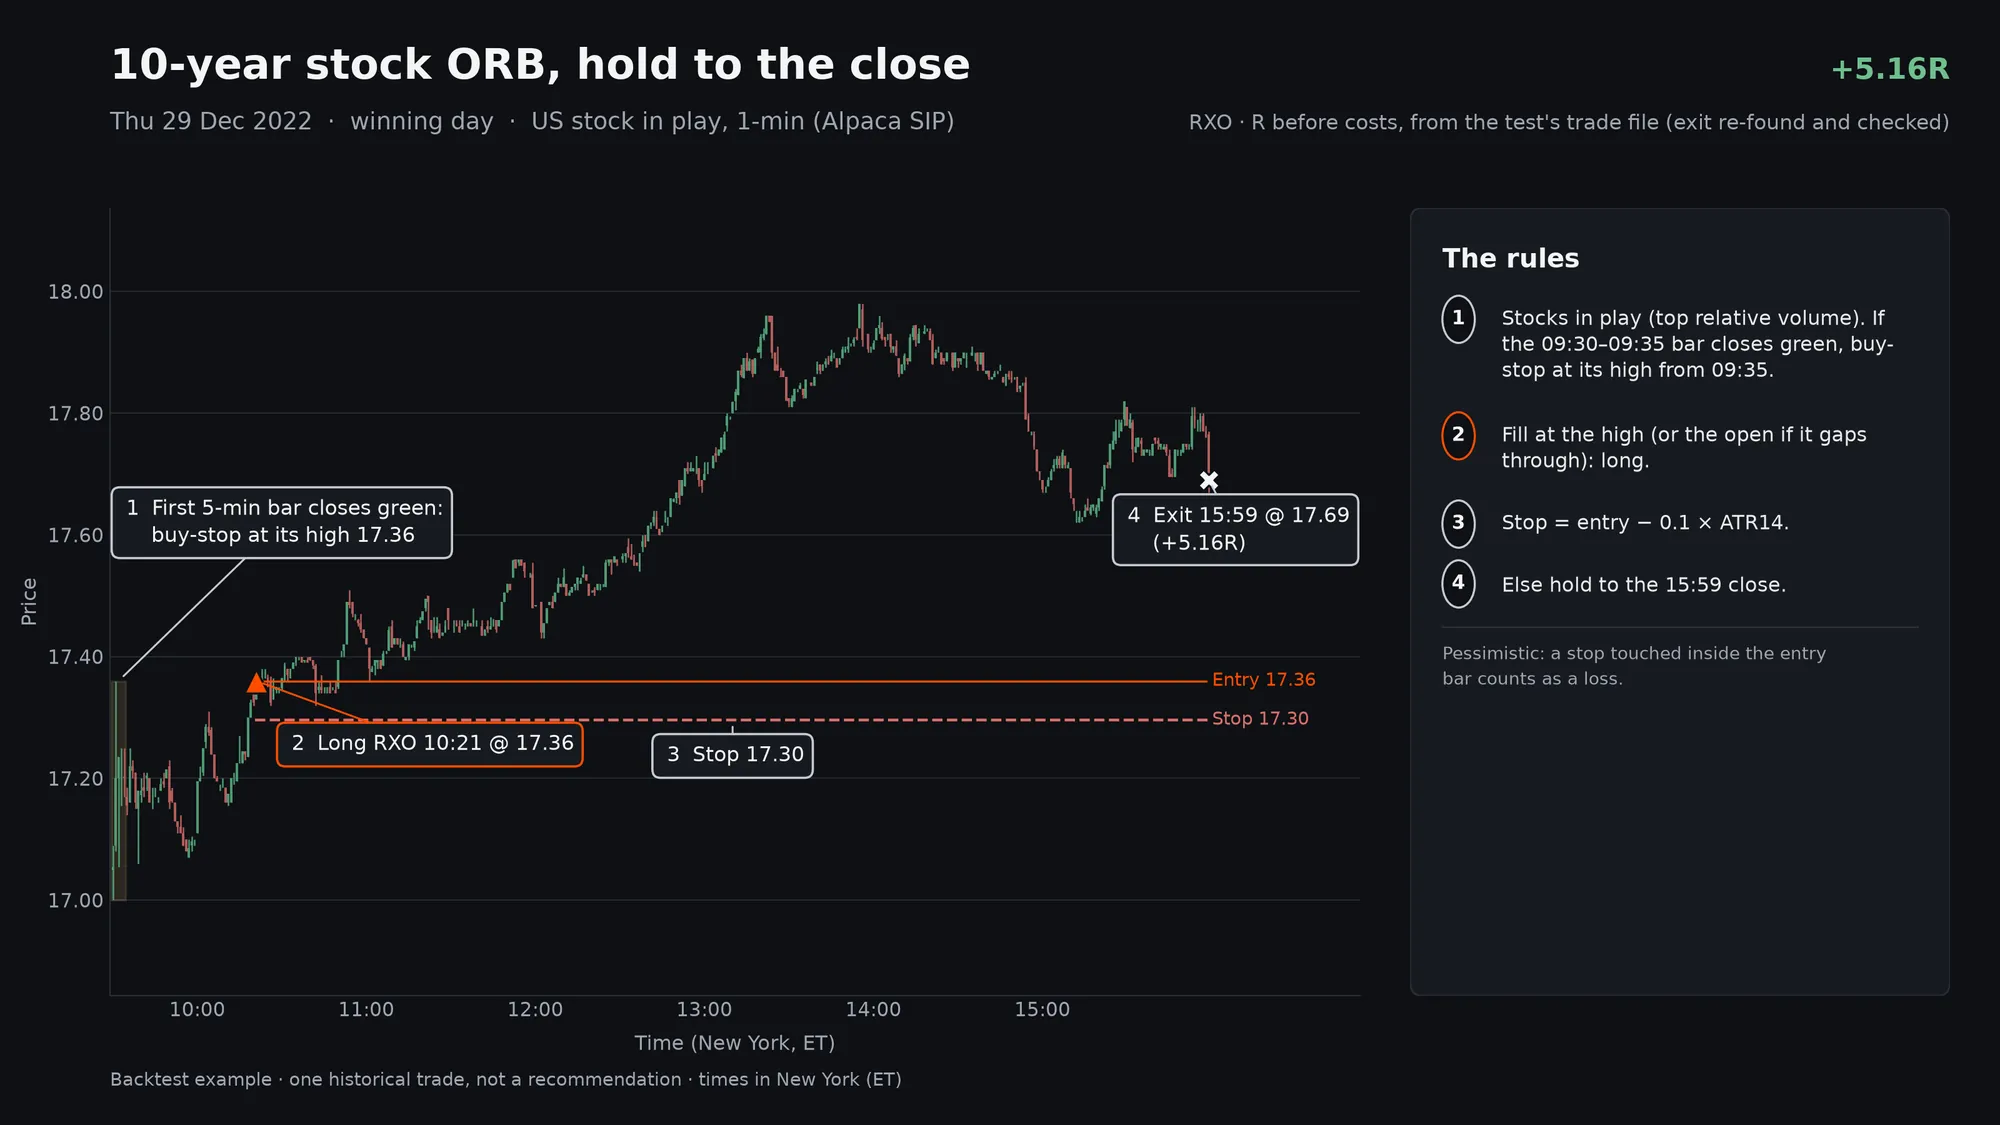 10-year stock ORB, hold to the close
+5.16R
Thu 29 Dec 2022 · winning day · US stock in play, 1-min (Alpaca SIP)
RXO · R before costs, from the test's trade file (exit re-found and checked)
Price
18.00
17.80
17.60
17.40
17.20
17.00
1 First 5-min bar closes green:
buy-stop at its high 17.36
2 Long RXO 10:21 @ 17.36
3 Stop 17.30
4 Exit 15:59 @ 17.69
(+5.16R)
Entry 17.36
Stop 17.30
10:00
11:00
12:00
13:00
14:00
15:00
Time (New York, ET)
The rules
1 Stocks in play (top relative volume). If
the 09:30–09:35 bar closes green, buy-
stop at its high from 09:35.
2 Fill at the high (or the open if it gaps
through): long.
3 Stop = entry − 0.1 × ATR14.
4 Else hold to the 15:59 close.
Pessimistic: a stop touched inside the entry
bar counts as a loss.
Backtest example · one historical trade, not a recommendation · times in New York (ET)